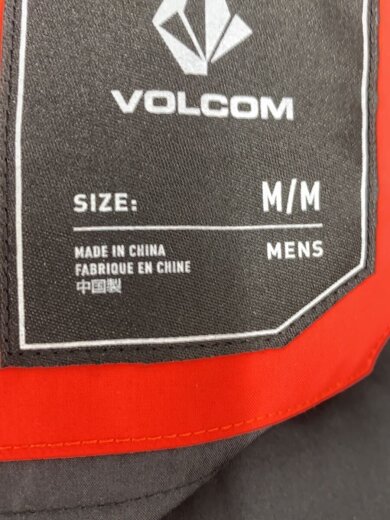 VOLCOM
SIZE: M/M
MADE IN CHINA MENS
FABRIQUE EN CHINE
中国製